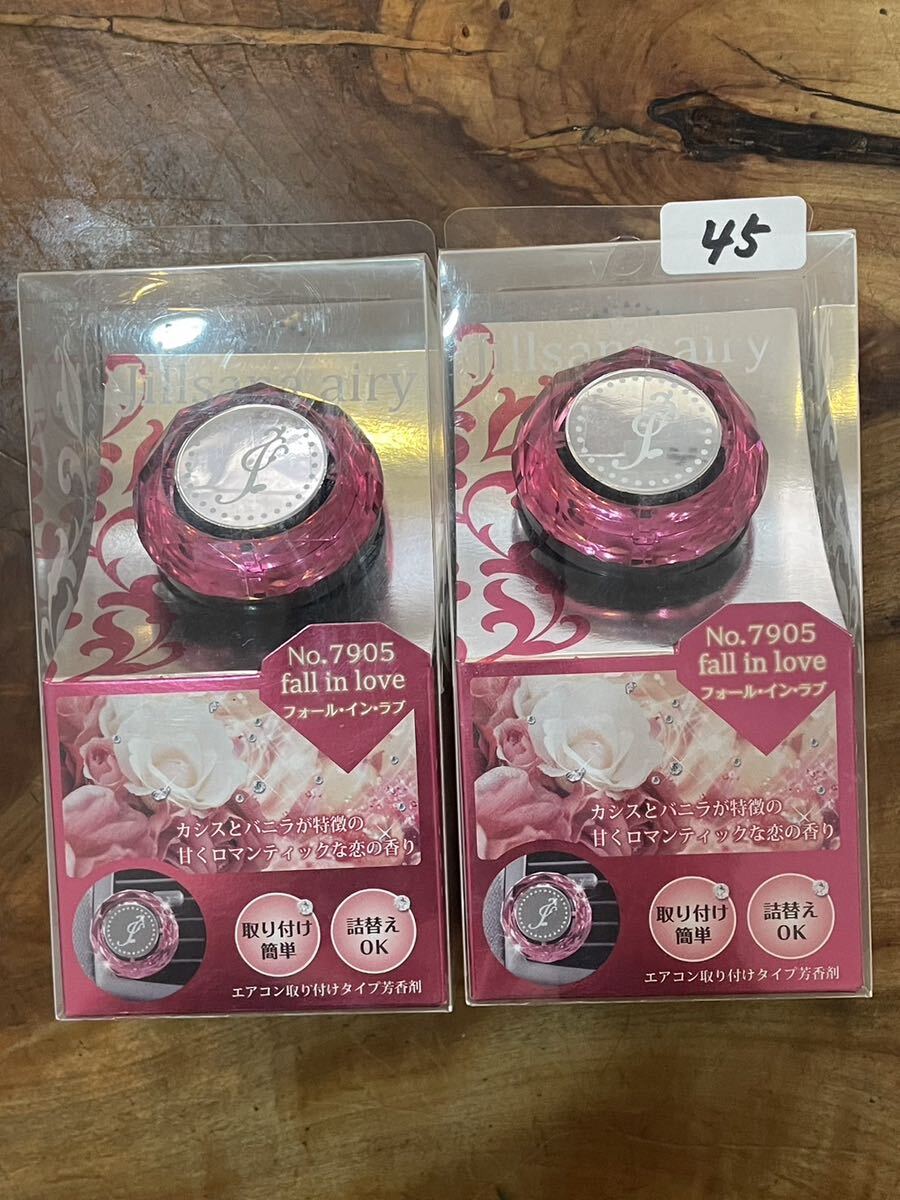 Jillsang airy
No.7905
fall in love
フォール・イン・ラブ
カシスとバニラが特徴の
甘くロマンティックな恋の香り
取り付け
簡単
詰替え
OK
エアコン取り付けタイプ芳香剤
45
Jillsang airy
No.7905
fall in love
フォール・イン・ラブ
カシスとバニラが特徴の
甘くロマンティックな恋の香り
取り付け
簡単
詰替え
OK
エアコン取り付けタイプ芳香剤